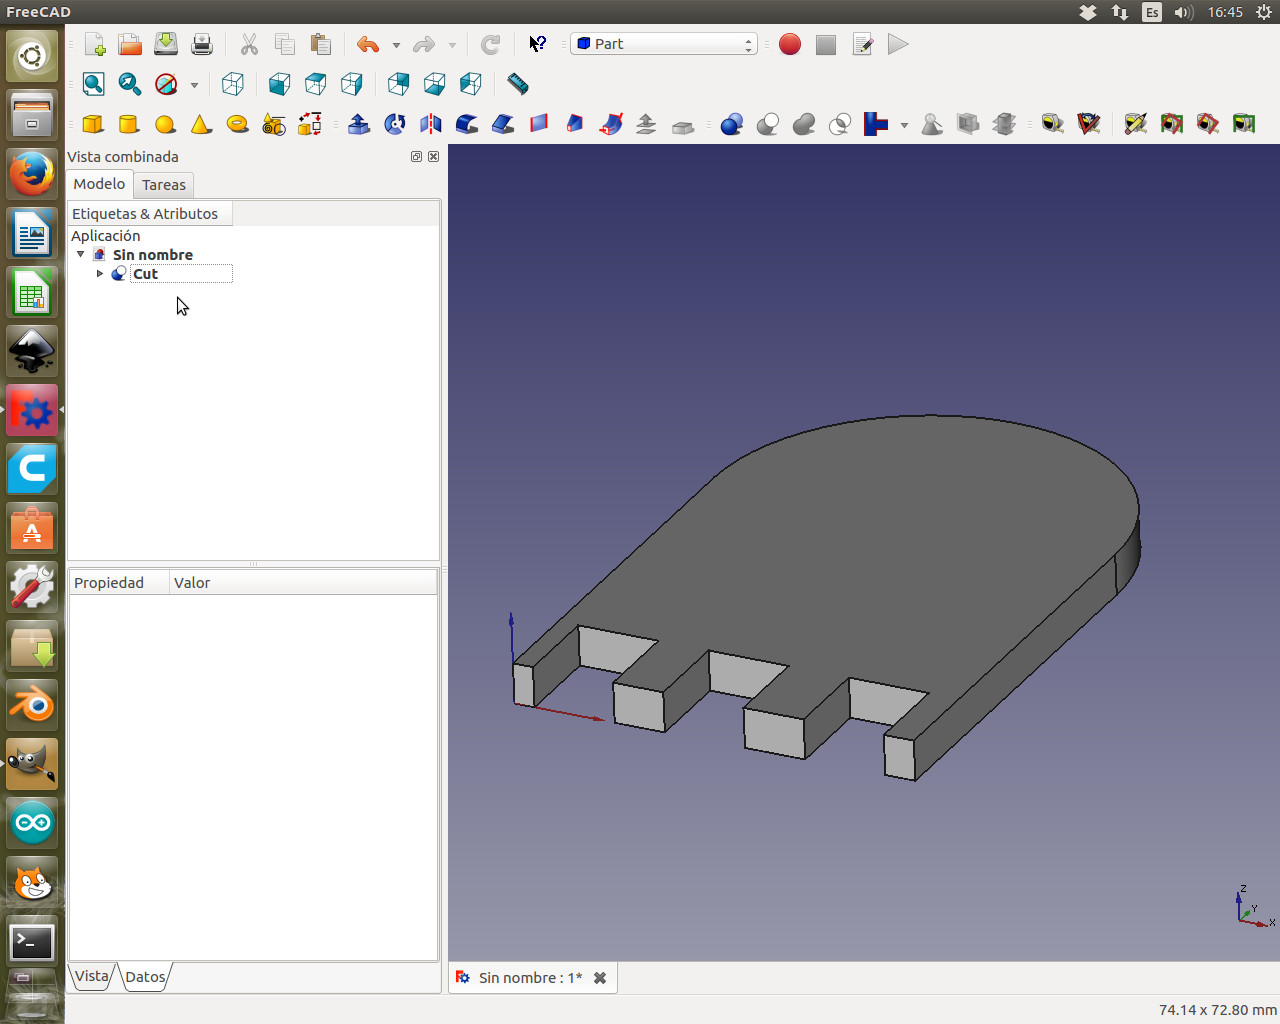 FreeCAD
Es
16:45
Part
Vista combinada
Modelo
Tareas
Etiquetas & Atributos
Aplicación
Sin nombre
Cut
Propiedad
Valor
Z
Y
X
Vista
Datos
Sin nombre : 1*
74.14 x 72.80 mm